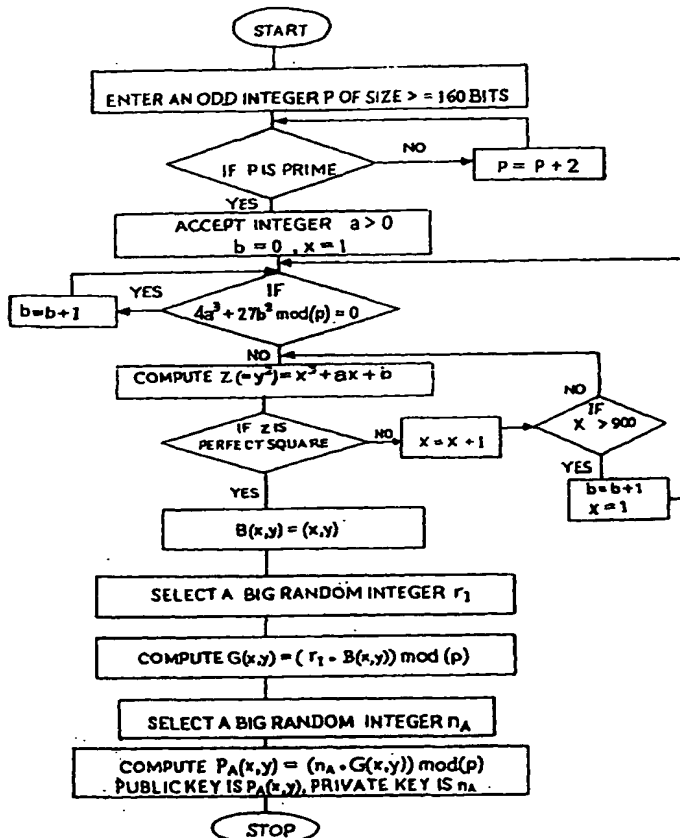 START
ENTER AN ODD INTEGER P OF SIZE > = 160 BITS
IF P IS PRIME
NO
P = P + 2
YES
ACCEPT INTEGER a > 0
b = 0 , x = 1
b = b + 1
YES
IF
4a³ + 27b² mod(p) = 0
NO
COMPUTE Z (=y²) = x³ + ax + b
NO
IF
X > 900
IF Z IS
PERFECT SQUARE
NO
X = X + 1
YES
b = b + 1
X = 1
YES
B(x,y) = (x,y)
SELECT A BIG RANDOM INTEGER r₁
COMPUTE G(x,y) = ( r₁ • B(x,y)) mod (p)
SELECT A BIG RANDOM INTEGER n_A
COMPUTE P_A(x,y) = (n_A • G(x,y)) mod(p)
PUBLIC KEY IS P_A(x,y), PRIVATE KEY IS n_A
STOP